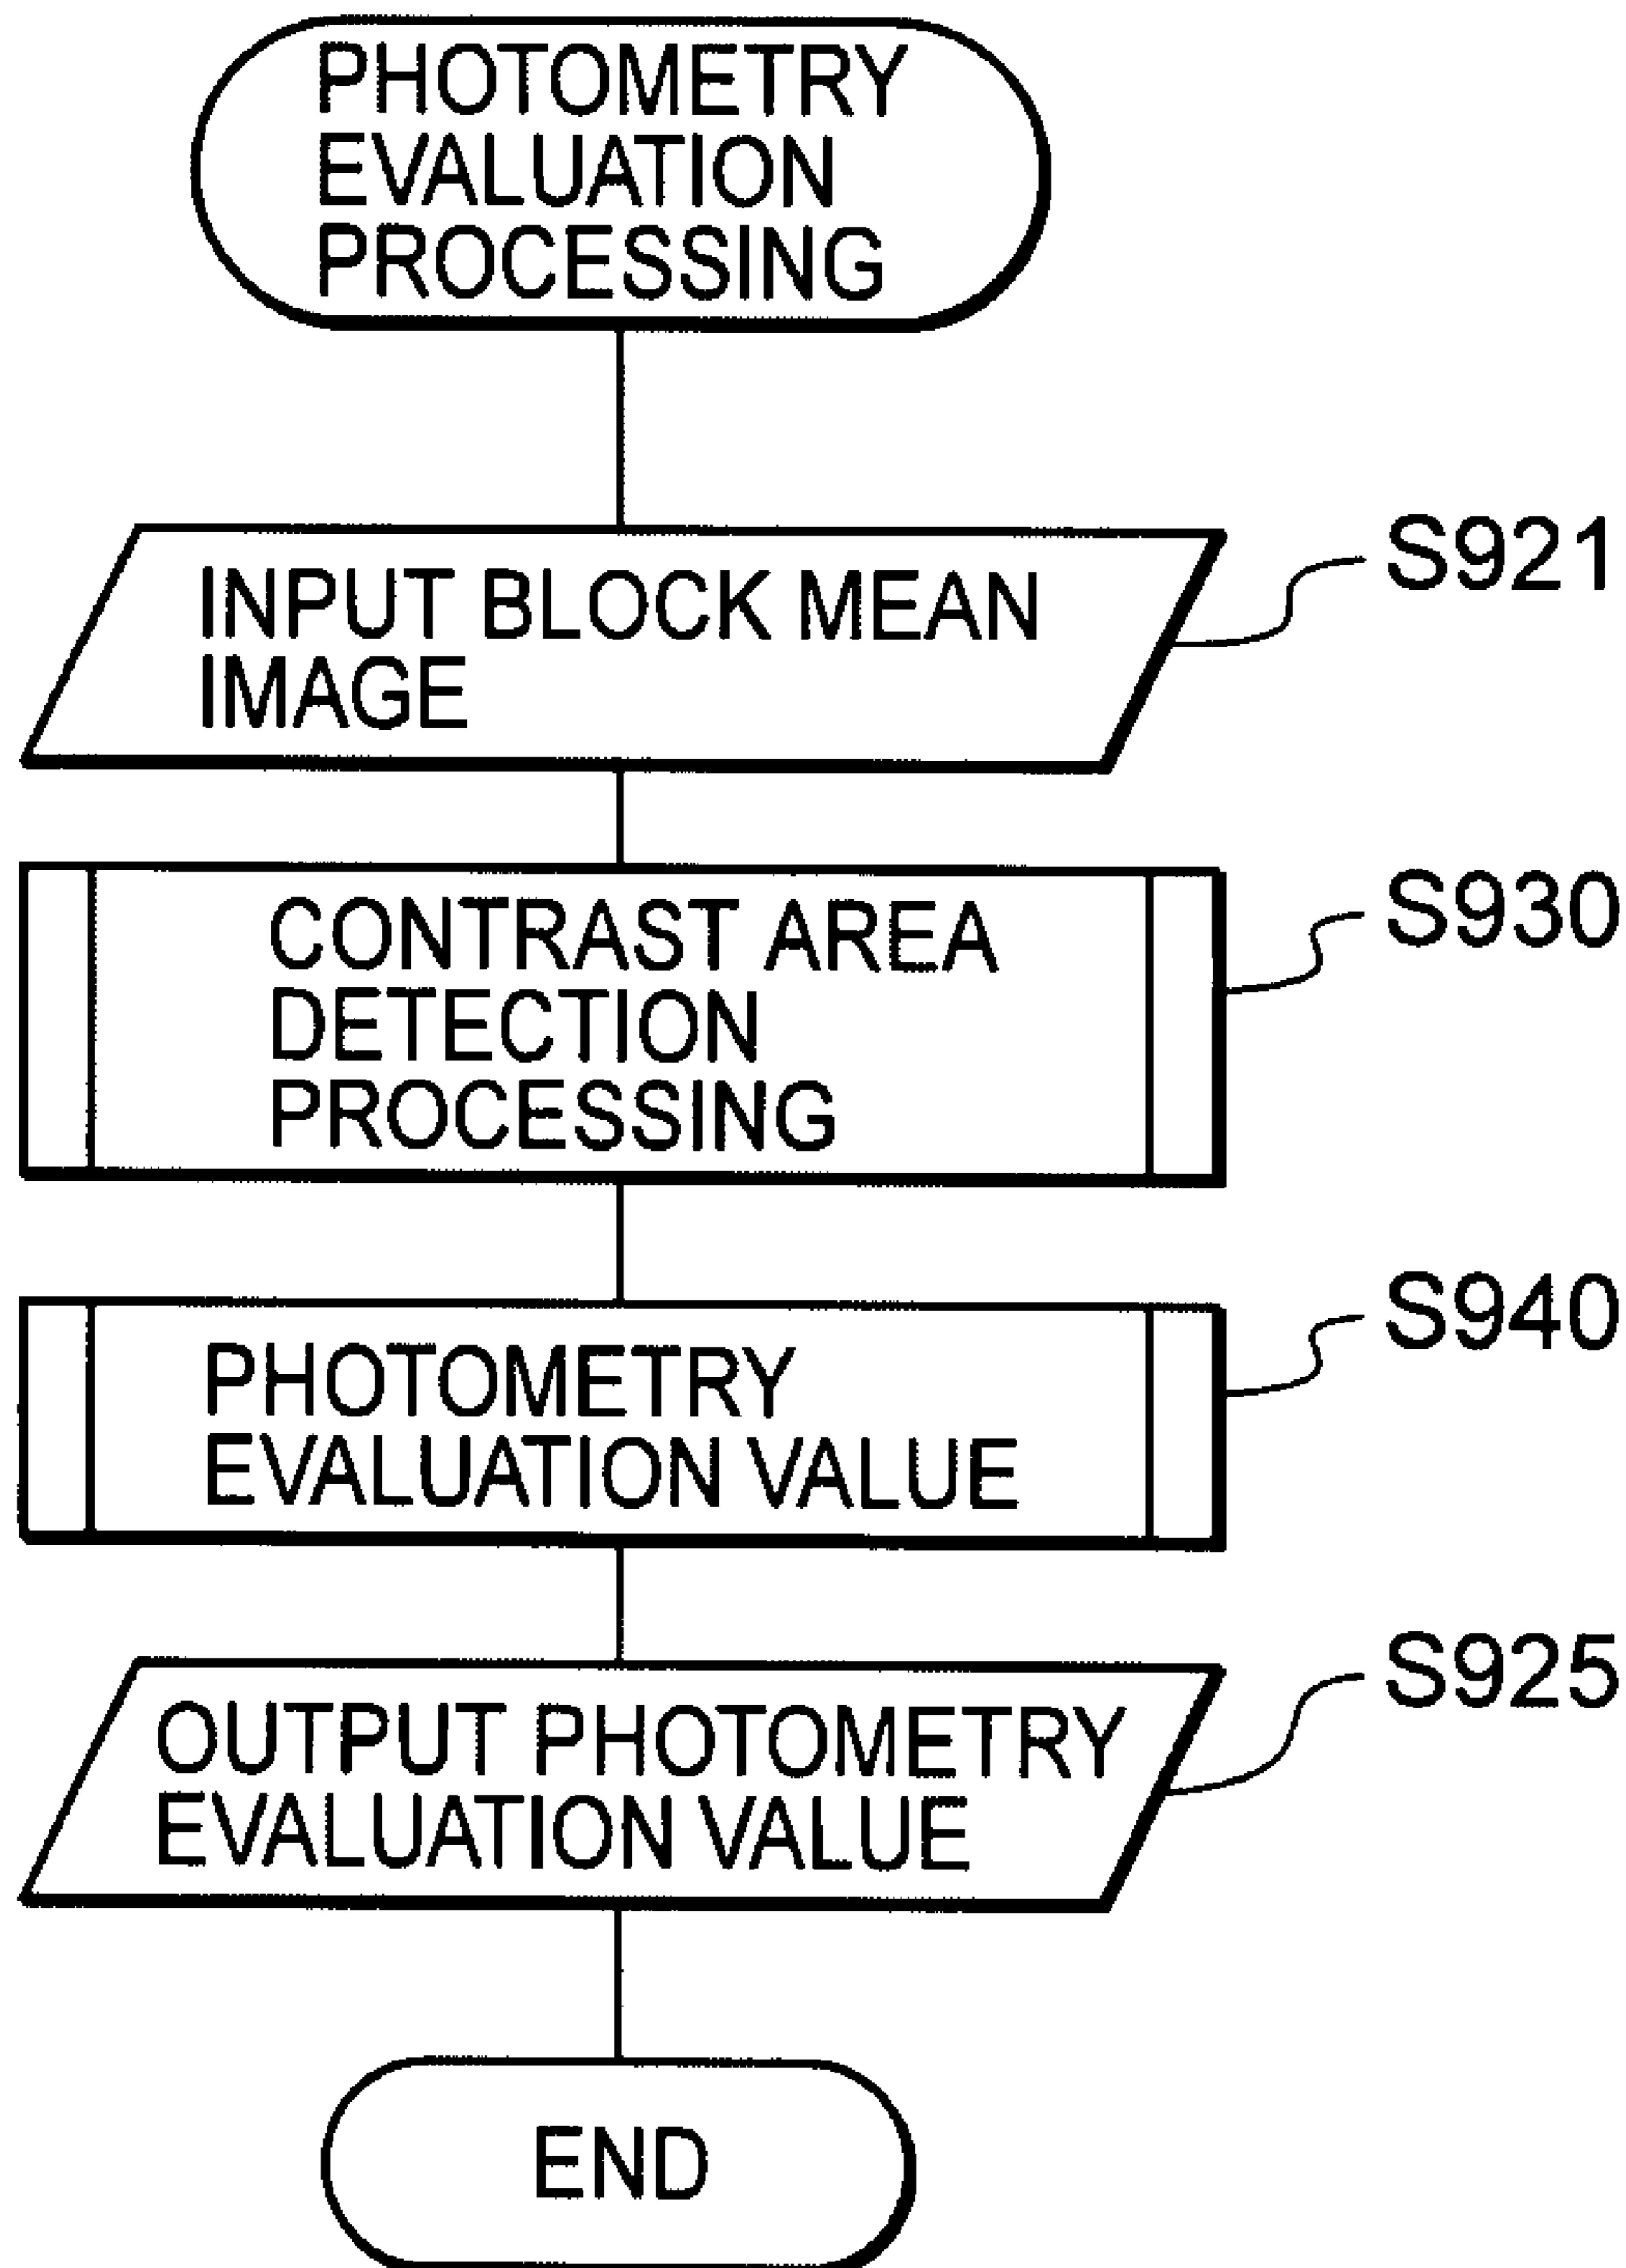 PHOTOMETRY
EVALUATION
PROCESSING
INPUT BLOCK MEAN
IMAGE
S921
CONTRAST AREA
DETECTION
PROCESSING
S930
PHOTOMETRY
EVALUATION VALUE
S940
OUTPUT PHOTOMETRY
EVALUATION VALUE
S925
END